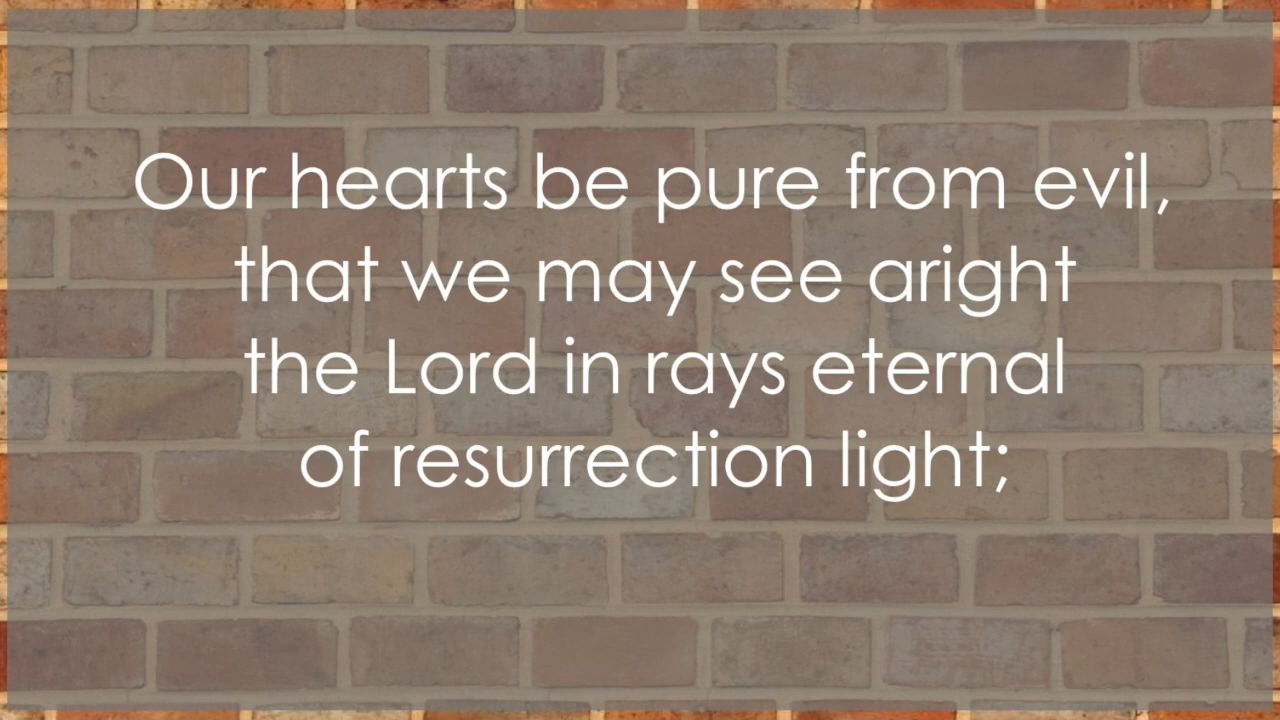 Our hearts be pure from evil,
that we may see aright
the Lord in rays eternal
of resurrection light;